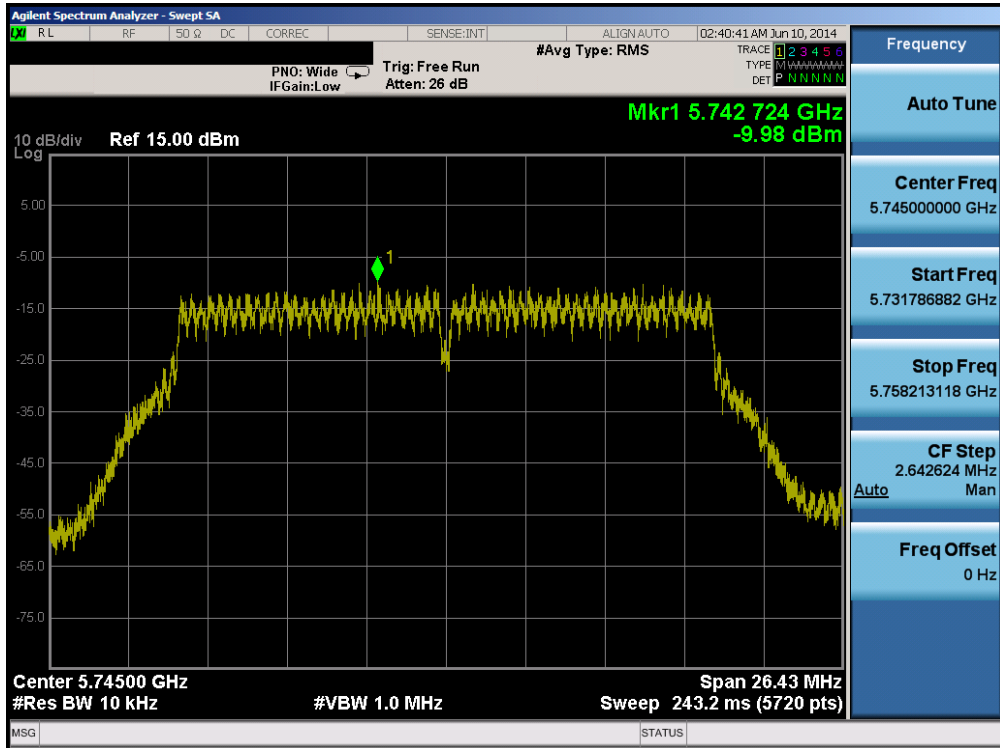 Agilent Spectrum Analyzer - Swept SA
LXI RL RF 50 Ω DC CORREC SENSE:INT ALIGN AUTO 02:40:41 AM Jun 10, 2014
#Avg Type: RMS TRACE 1 2 3 4 5 6
PNO: Wide Trig: Free Run TYPE M WWWWW
IFGain:Low Atten: 26 dB DET P N N N N N
Mkr1 5.742 724 GHz
-9.98 dBm
10 dB/div Ref 15.00 dBm
Log
1
5.00
-5.00
-15.0
-25.0
-35.0
-45.0
-55.0
-65.0
-75.0
Center 5.74500 GHz Span 26.43 MHz
#Res BW 10 kHz #VBW 1.0 MHz Sweep 243.2 ms (5720 pts)
MSG STATUS
Frequency
Auto Tune
Center Freq
5.745000000 GHz
Start Freq
5.731786882 GHz
Stop Freq
5.758213118 GHz
CF Step
2.642624 MHz
Auto Man
Freq Offset
0 Hz